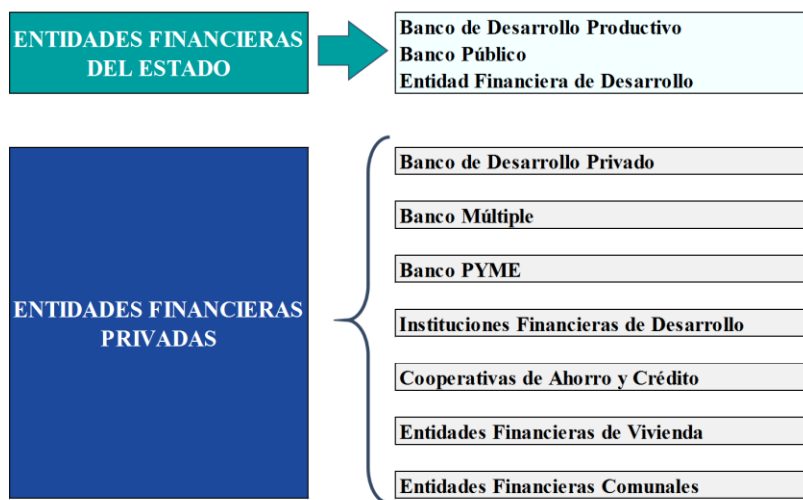 ENTIDADES FINANCIERAS
DEL ESTADO
Banco de Desarrollo Productivo
Banco Público
Entidad Financiera de Desarrollo
ENTIDADES FINANCIERAS
PRIVADAS
Banco de Desarrollo Privado
Banco Múltiple
Banco PYME
Instituciones Financieras de Desarrollo
Cooperativas de Ahorro y Crédito
Entidades Financieras de Vivienda
Entidades Financieras Comunales